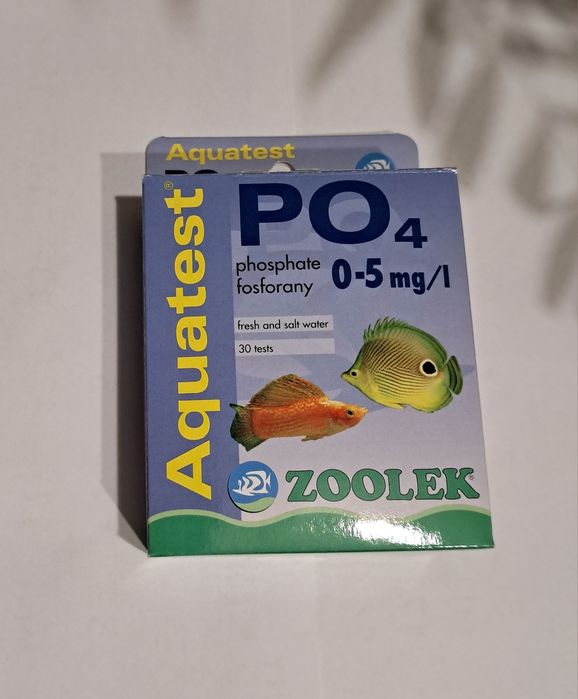 Aquatest
Aquatest®
PO4
phosphate
fosforany
0-5 mg/l
fresh and salt water
30 tests
ZOOLEK®